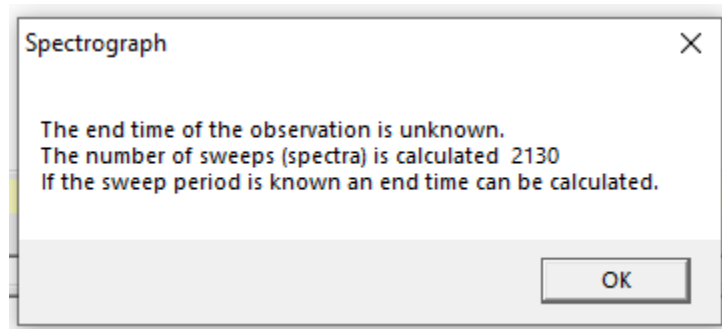 Spectrograph
The end time of the observation is unknown.
The number of sweeps (spectra) is calculated  2130
If the sweep period is known an end time can be calculated.
OK